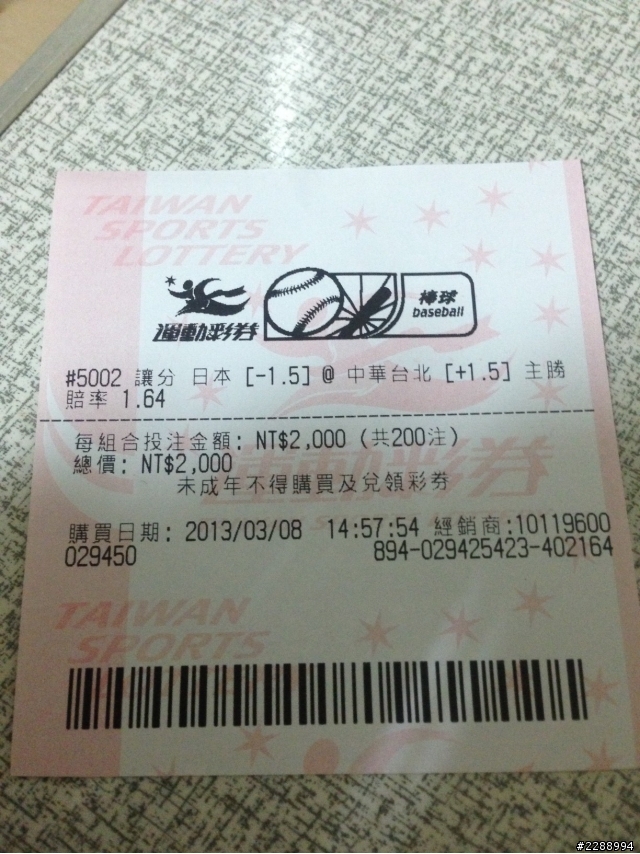 TAIWAN
SPORTS
LOTTERY
運動彩券
棒球
baseball
#5002 讓分 日本 [-1.5] @ 中華台北 [+1.5] 主勝
賠率 1.64
每組合投注金額: NT$2,000 (共200注)
總價: NT$2,000
運動彩券
未成年不得購買及兌領彩券
購買日期: 2013/03/08 14:57:54 經銷商:10119600
029450 894-029425423-402164
TAIWAN
SPORTS
#2288994